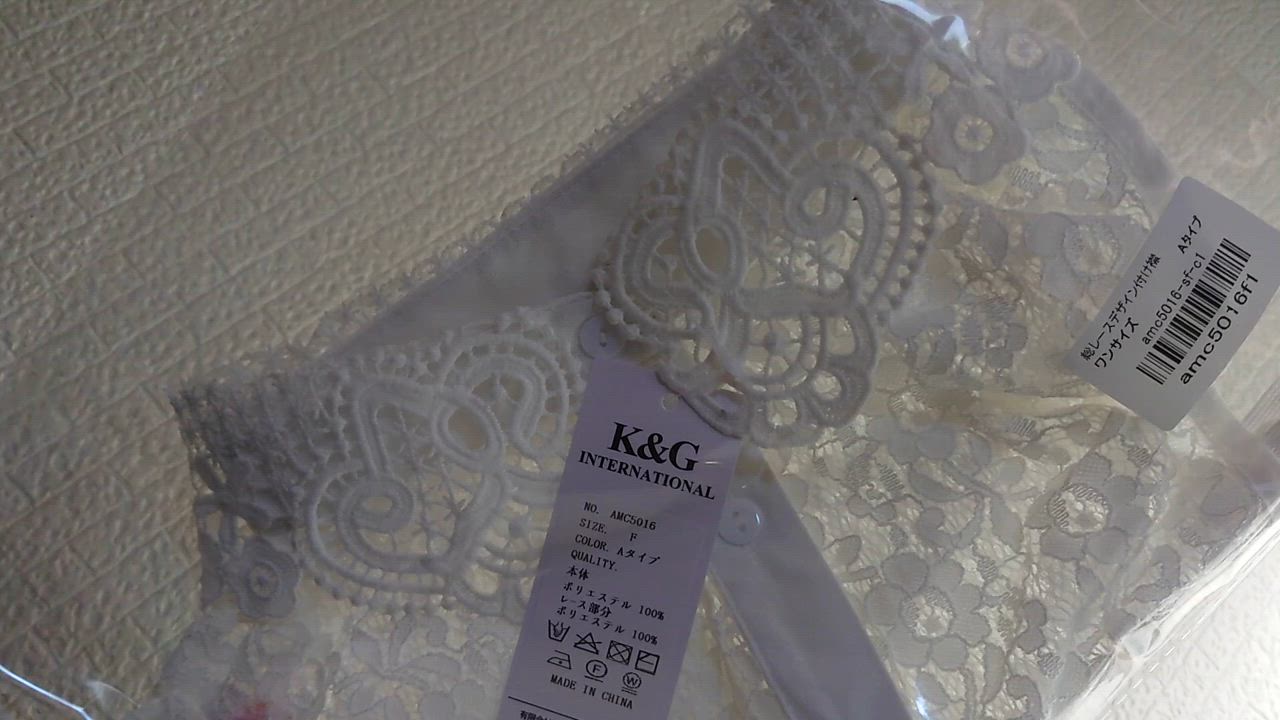 K&G
INTERNATIONAL
NO. AMC5016
SIZE. F
COLOR. Aタイプ
QUALITY.
本体
ポリエステル 100%
レース部分
ポリエステル 100%
F
W
MADE IN CHINA
有限会
総レースデザイン付け襟 Aタイプ
ワンサイズ
amc5016-sf-c1
amc5016f1